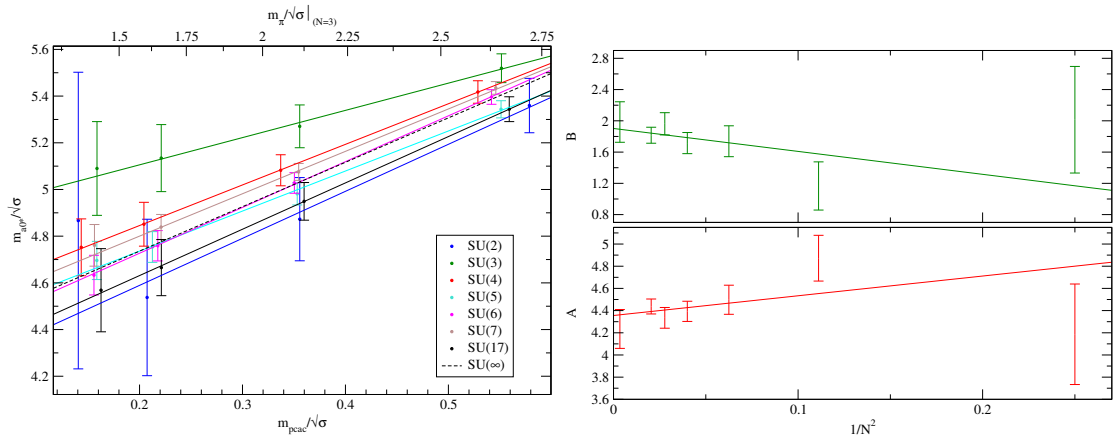 m_π/√σ|_(N=3)
1.5 1.6 1.75 2 2.25 2.5 2.75
5.6
5.4
5.2
5
4.8
4.6
4.4
4.2
m_a0*/√σ
0.2 0.3 0.4 0.5
m_pcac/√σ
SU(2)
SU(3)
SU(4)
SU(5)
SU(6)
SU(7)
SU(17)
SU(∞)
2.8
2.4
2
1.6
1.2
0.8
B
5
4.8
4.6
4.4
4.2
4
3.8
3.6
A
0 0.1 0.2
1/N²